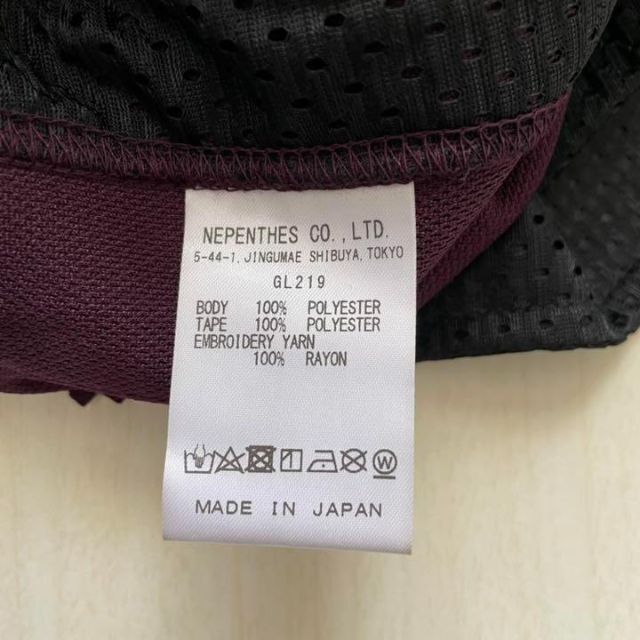 NEPENTHES CO.,LTD.
5-44-1, JINGUMAE SHIBUYA, TOKYO
GL219
BODY 100% POLYESTER
TAPE 100% POLYESTER
EMBROIDERY YARN
100% RAYON
W
MADE IN JAPAN